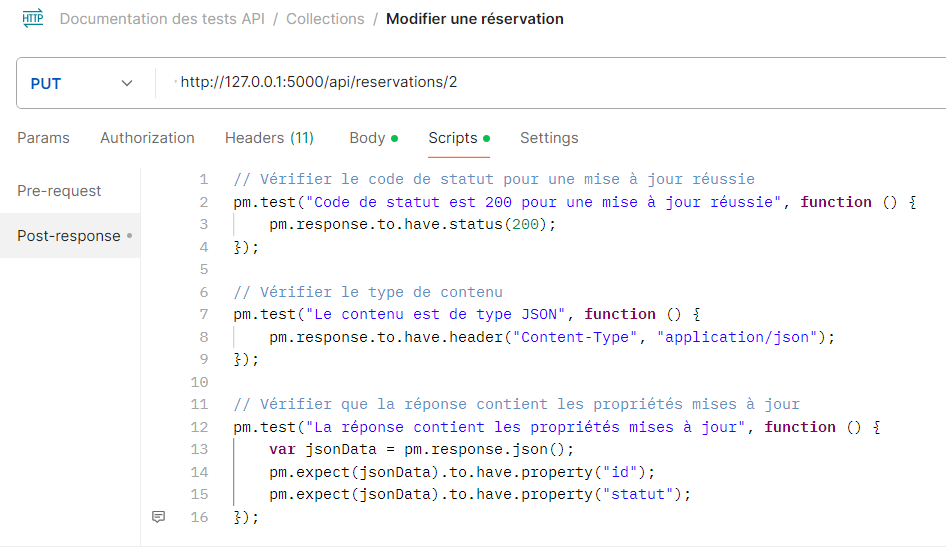 HTTP Documentation des tests API / Collections / Modifier une réservation
PUT http://127.0.0.1:5000/api/reservations/2
Params Authorization Headers (11) Body Scripts Settings
Pre-request
Post-response
1 // Vérifier le code de statut pour une mise à jour réussie
2 pm.test("Code de statut est 200 pour une mise à jour réussie", function () {
3 pm.response.to.have.status(200);
4 });
5
6 // Vérifier le type de contenu
7 pm.test("Le contenu est de type JSON", function () {
8 pm.response.to.have.header("Content-Type", "application/json");
9 });
10
11 // Vérifier que la réponse contient les propriétés mises à jour
12 pm.test("La réponse contient les propriétés mises à jour", function () {
13 var jsonData = pm.response.json();
14 pm.expect(jsonData).to.have.property("id");
15 pm.expect(jsonData).to.have.property("statut");
16 });